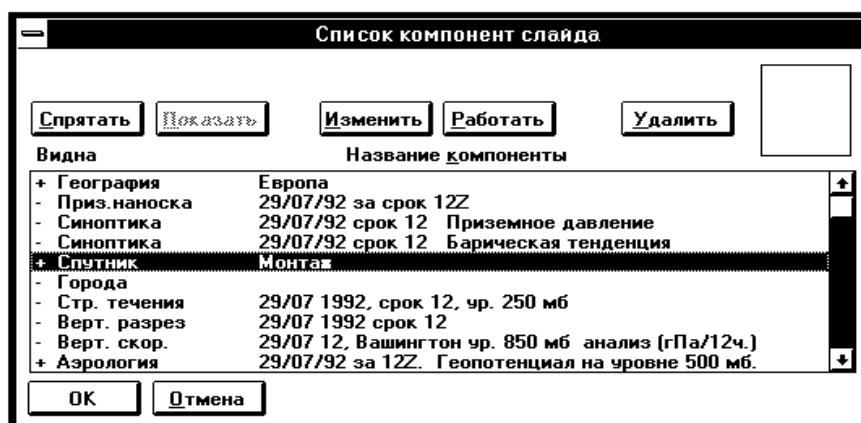 Список компонент слайда
Спрятать Показать Изменить Работать Удалить
Видна Название компоненты
+ География Европа
- Приз.наноска 29/07/92 за срок 12Z
- Синоптика 29/07/92 срок 12 Приземное давление
- Синоптика 29/07/92 срок 12 Барическая тенденция
+ Спутник Монтаж
- Города
- Стр. течения 29/07 1992, срок 12, ур. 250 мб
- Верт. разрез 29/07 1992 срок 12
- Верт. скор. 29/07 12, Вашингтон ур. 850 мб анализ (гПа/12ч.)
+ Аэрология 29/07/92 за 12Z. Геопотенциал на уровне 500 мб.
OK Отмена